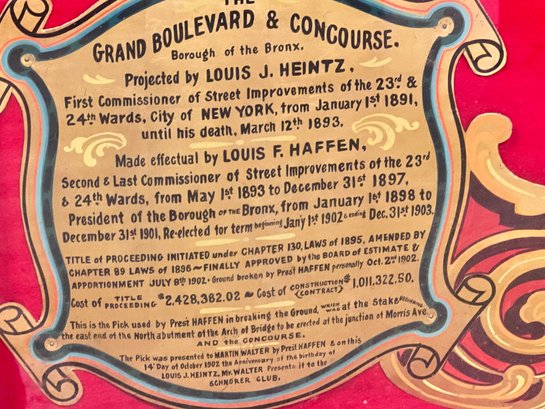 THE
GRAND BOULEVARD & CONCOURSE.
Borough of the Bronx.
Projected by LOUIS J. HEINTZ,
First Commissioner of Street Improvements of the 23rd &
24th Wards, City of NEW YORK, from January 1st 1891,
until his death, March 12th 1893.
Made effectual by LOUIS F. HAFFEN,
Second & Last Commissioner of Street Improvements of the 23rd
& 24th Wards, from May 1st 1893 to December 31st 1897,
President of the Borough OF THE Bronx, from January 1st 1898 to
December 31st 1901, Re-elected for term beginning Jan'y 1st 1902 & ending Dec. 31st 1903.
TITLE of PROCEEDING INITIATED under CHAPTER 130, LAWS of 1895, AMENDED BY
CHAPTER 89 LAWS of 1896 ~ FINALLY APPROVED by the BOARD of ESTIMATE &
APPORTIONMENT JULY 8th 1902 · Ground broken by Prest HAFFEN personally Oct. 2nd 1902.
Cost of TITLE PROCEEDING $2,428,382.02 ~ Cost of CONSTRUCTION (CONTRACT) $1,011,322.50.
This is the Pick used by Prest HAFFEN in breaking the Ground, WHICH WAS at the Stake BEGINNING
the east end of the North abutment of the Arch of Bridge to be erected at the junction of Morris Ave.
AND the CONCOURSE.
The Pick was presented to MARTIN WALTER by Prest HAFFEN & on this
14th Day of October 1902 the Anniversary of the birthday of
LOUIS J. HEINTZ, Mr. WALTER Presents it to the
SCHNORER CLUB.